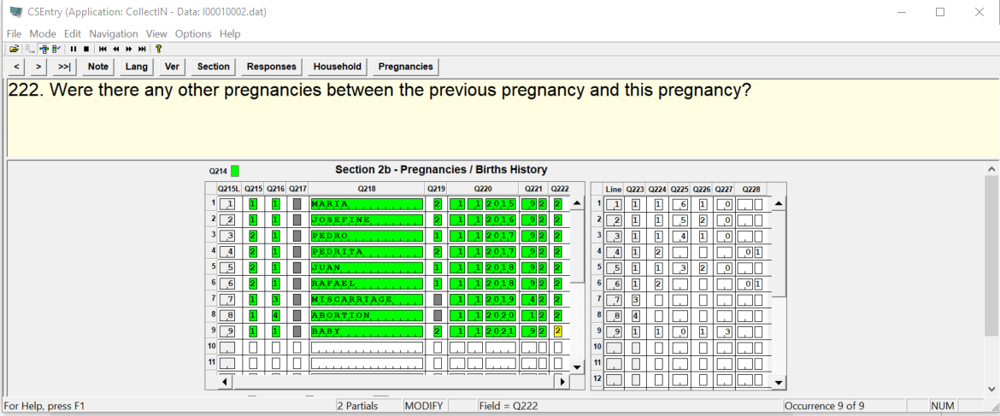 CSEntry (Application: CollectIN - Data: I00010002.dat)
File Mode Edit Navigation View Options Help
< > >>| Note Lang Ver Section Responses Household Pregnancies
222. Were there any other pregnancies between the previous pregnancy and this pregnancy?
Q214 Section 2b - Pregnancies / Births History
Q215L Q215 Q216 Q217 Q218 Q219 Q220 Q221 Q222
1 1 1 1 MARIA 2 1 1 2015 9 2 2
2 2 1 1 JOSEFINE 2 1 1 2016 9 2 2
3 3 2 1 PEDRO 1 1 1 2017 9 2 2
4 4 2 1 PEDRITA 2 1 1 2017 9 2 2
5 5 2 1 JUAN 1 1 1 2018 9 2 2
6 6 2 1 RAFAEL 1 1 1 2018 9 2 2
7 7 1 3 MISCARRIAGE 1 1 2019 4 2 2
8 8 1 4 ABORTION 1 1 2020 1 2 2
9 9 1 1 BABY 2 1 1 2021 9 2 2
10
11
Line Q223 Q224 Q225 Q226 Q227 Q228
1 1 1 1 6 1 0
2 2 1 1 5 2 0
3 3 1 1 4 1 0
4 4 1 2 0 1
5 5 1 1 3 2 0
6 6 1 2 0 1
7 7 3
8 8 4
9 9 1 1 0 1 3
10
11
12
For Help, press F1 2 Partials MODIFY Field = Q222 Occurrence 9 of 9 NUM